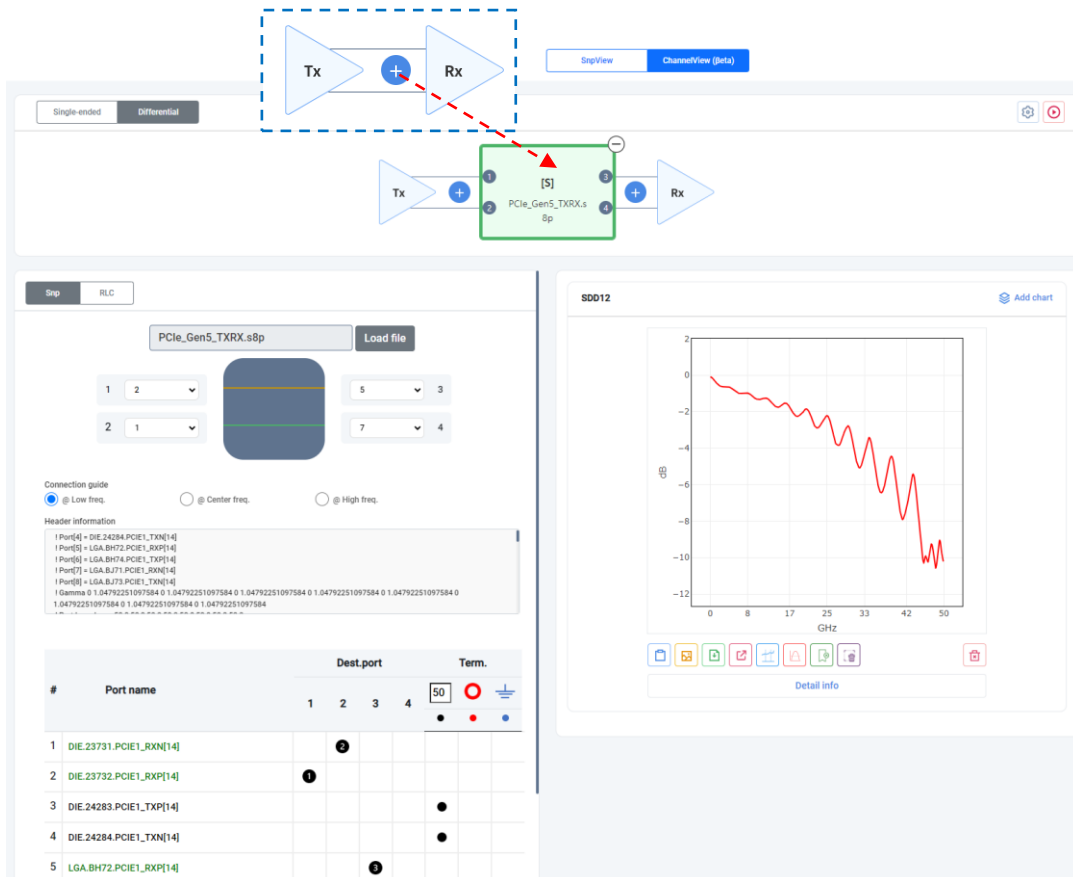 Tx
+
Rx
SnpView
ChannelView (βeta)
Single-ended
Differential
Tx
+
1
2
[S]
PCIe_Gen5_TXRX.s
8p
3
4
+
Rx
Snp
RLC
PCIe_Gen5_TXRX.s8p
Load file
1
2
5
3
2
1
7
4
Connection guide
@ Low freq.
@ Center freq.
@ High freq.
Header information
! Port[4] = DIE.24284.PCIE1_TXN[14]
! Port[5] = LGA.BH72.PCIE1_RXP[14]
! Port[6] = LGA.BH74.PCIE1_TXP[14]
! Port[7] = LGA.BJ71.PCIE1_RXN[14]
! Port[8] = LGA.BJ73.PCIE1_TXN[14]
! Gamma 0 1.04792251097584 0 1.04792251097584 0 1.04792251097584 0 1.04792251097584 0 1.04792251097584 0
1.04792251097584 0 1.04792251097584 0 1.04792251097584
# Port name
Dest.port
Term.
1 2 3 4
50
1 DIE.23731.PCIE1_RXN[14] 2
2 DIE.23732.PCIE1_RXP[14] 1
3 DIE.24283.PCIE1_TXP[14]
4 DIE.24284.PCIE1_TXN[14]
5 LGA.BH72.PCIE1_RXP[14] 3
SDD12
Add chart
2
0
−2
−4
−6
−8
−10
−12
dB
0 8 17 25 33 42 50
GHz
Detail info